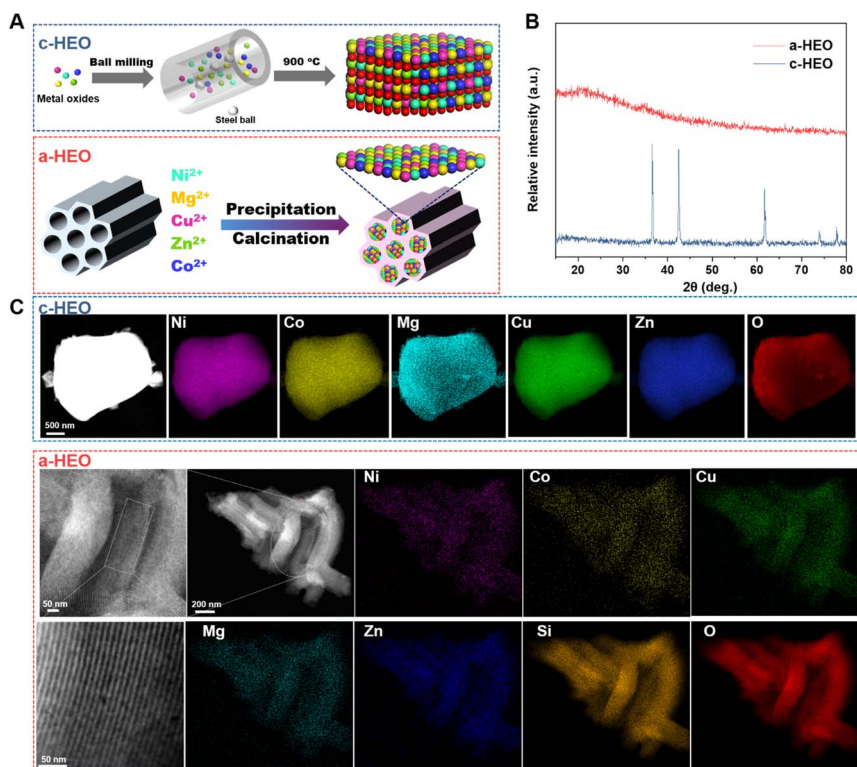 A
c-HEO
Ball milling
900 °C
Metal oxides
Steel ball
a-HEO
Ni²⁺
Mg²⁺
Cu²⁺
Zn²⁺
Co²⁺
Precipitation
Calcination
B
Relative intensity (a.u.)
a-HEO
c-HEO
20 30 40 50 60 70 80
2θ (deg.)
C
c-HEO
Ni Co Mg Cu Zn O
500 nm
a-HEO
Ni Co Cu
50 nm 200 nm
Mg Zn Si O
50 nm